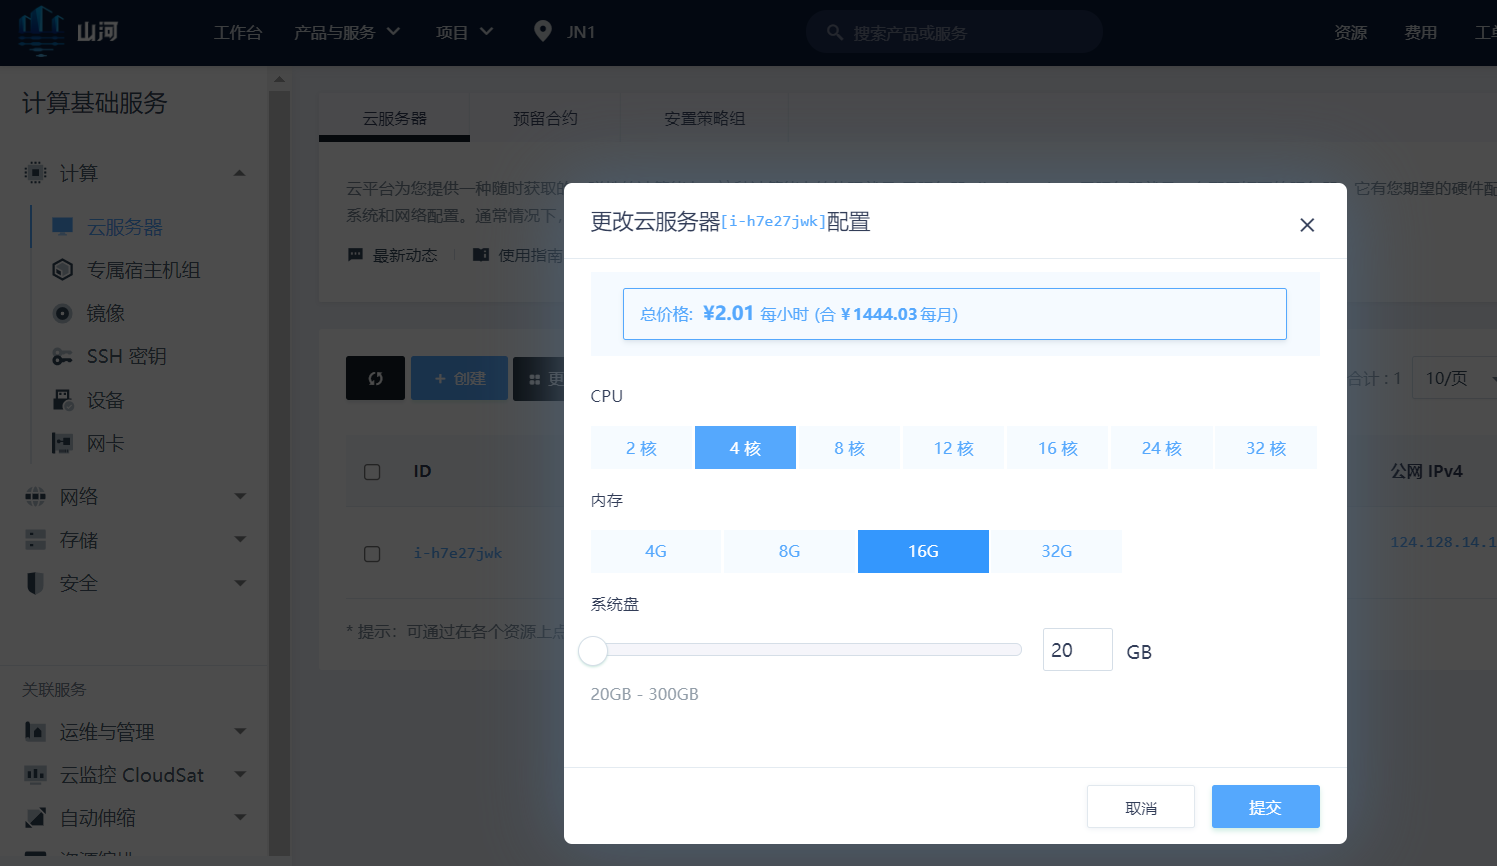 山河
工作台
产品与服务
项目
JN1
搜索产品或服务
资源
费用
计算基础服务
计算
云服务器
专属宿主机组
镜像
SSH 密钥
设备
网卡
网络
存储
安全
关联服务
运维与管理
云监控 CloudSat
自动伸缩
云服务器
预留合约
安置策略组
云平台为您提供一种随时获取的
它有您期望的硬件配
系统和网络配置。通常情况下，
最新动态
使用指南
+ 创建
更
合计 : 1
10/页
ID
公网 IPv4
i-h7e27jwk
124.128.14.1
* 提示：可通过在各个资源上点
更改云服务器[i-h7e27jwk]配置
总价格: ¥2.01 每小时 (合 ¥1444.03 每月)
CPU
2 核
4 核
8 核
12 核
16 核
24 核
32 核
内存
4G
8G
16G
32G
系统盘
20
GB
20GB - 300GB
取消
提交